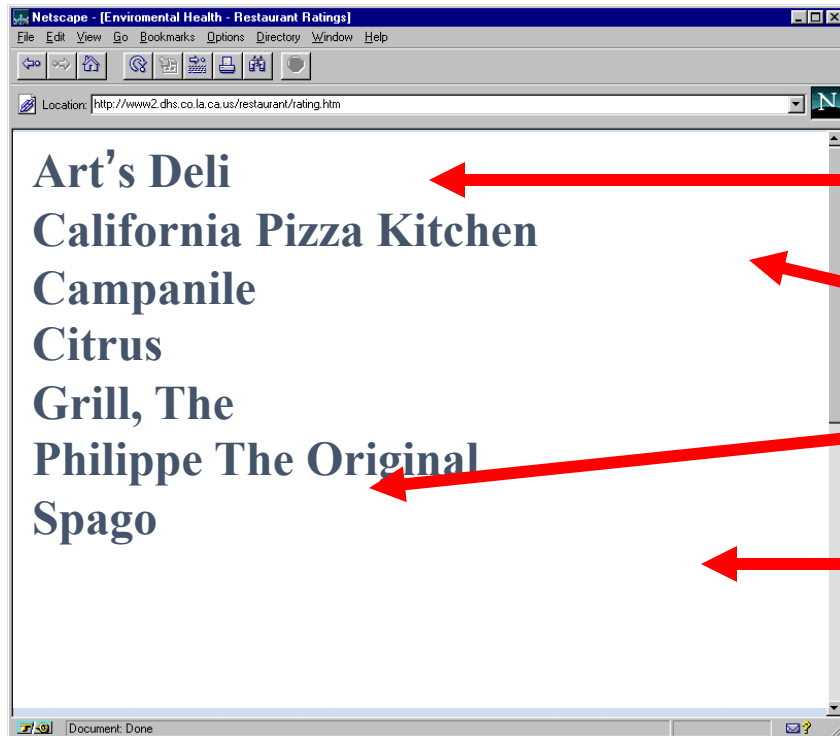 Netscape - [Enviromental Health - Restaurant Ratings]
File Edit View Go Bookmarks Options Directory Window Help
Location: http://www2.dhs.co.la.ca.us/restaurant/rating.htm
N
Art’s Deli
California Pizza Kitchen
Campanile
Citrus
Grill, The
Philippe The Original
Spago
Document: Done
?